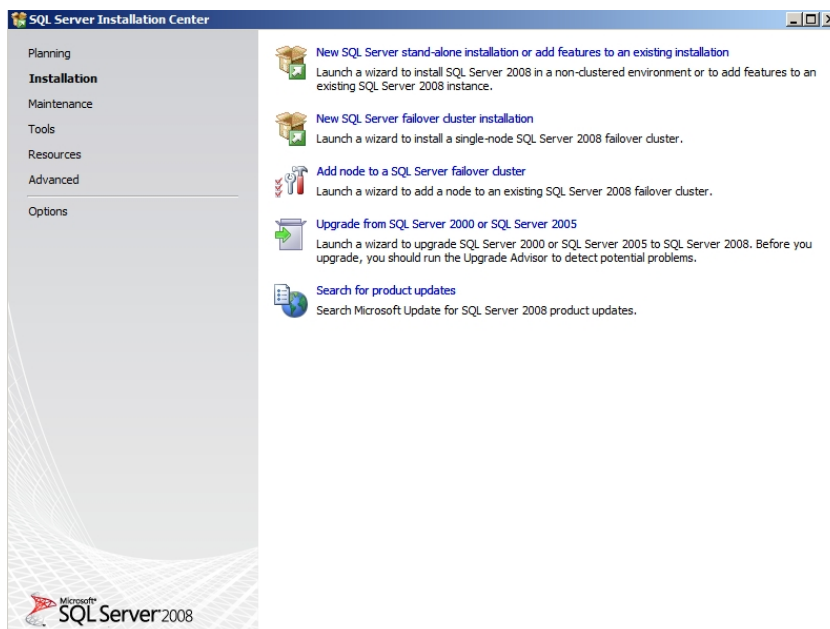 SQL Server Installation Center
Planning
Installation
Maintenance
Tools
Resources
Advanced
Options
New SQL Server stand-alone installation or add features to an existing installation
Launch a wizard to install SQL Server 2008 in a non-clustered environment or to add features to an
existing SQL Server 2008 instance.
New SQL Server failover cluster installation
Launch a wizard to install a single-node SQL Server 2008 failover cluster.
Add node to a SQL Server failover cluster
Launch a wizard to add a node to an existing SQL Server 2008 failover cluster.
Upgrade from SQL Server 2000 or SQL Server 2005
Launch a wizard to upgrade SQL Server 2000 or SQL Server 2005 to SQL Server 2008. Before you
upgrade, you should run the Upgrade Advisor to detect potential problems.
Search for product updates
Search Microsoft Update for SQL Server 2008 product updates.
Microsoft®
SQL Server 2008